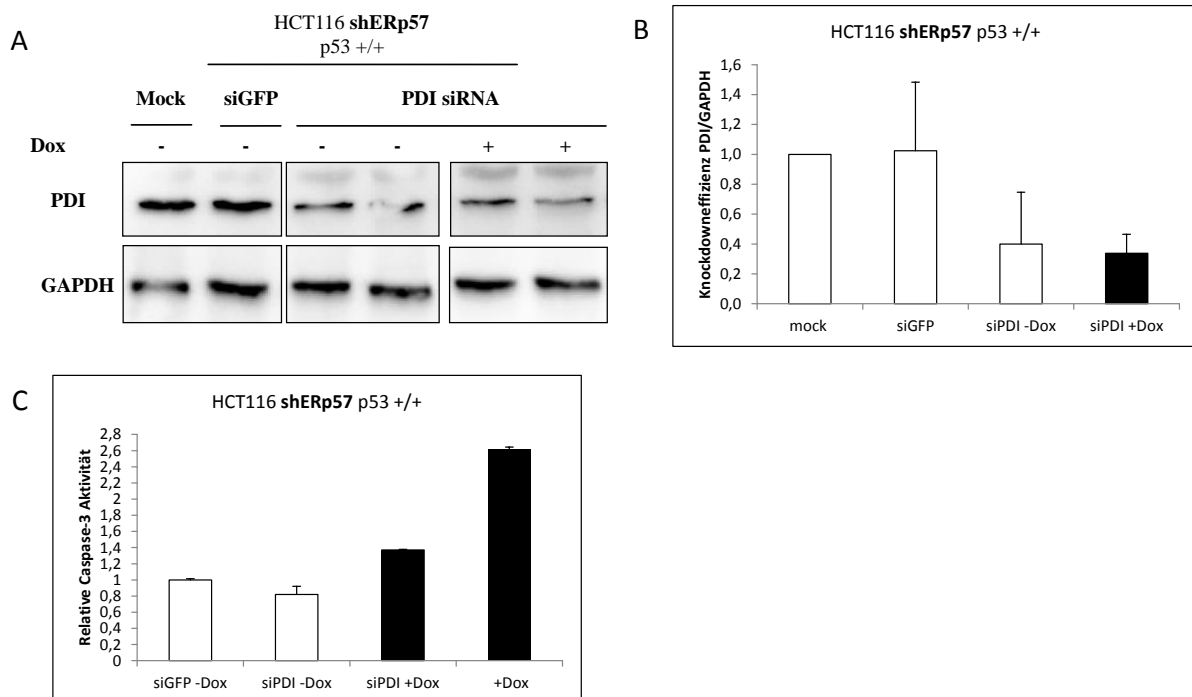 A
HCT116 shERp57
p53 +/+
Mock siGFP PDI siRNA
Dox - - - - + +
PDI
GAPDH
B
HCT116 shERp57 p53 +/+
Knockdowneffizienz PDI/GAPDH
1,6
1,4
1,2
1,0
0,8
0,6
0,4
0,2
0,0
mock siGFP siPDI -Dox siPDI +Dox
C
HCT116 shERp57 p53 +/+
Relative Caspase-3 Aktivität
2,8
2,6
2,4
2,2
2
1,8
1,6
1,4
1,2
1
0,8
0,6
0,4
0,2
0
siGFP -Dox siPDI -Dox siPDI +Dox +Dox